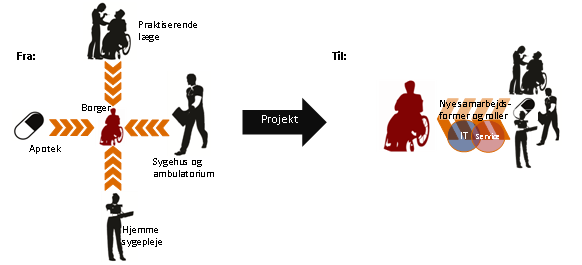 Praktiserende
læge
Fra:
Til:
Borger
Nye samarbejds-
former og roller
Projekt
IT
Service
Apotek
Sygehus og
ambulatorium
Hjemme
sygepleje